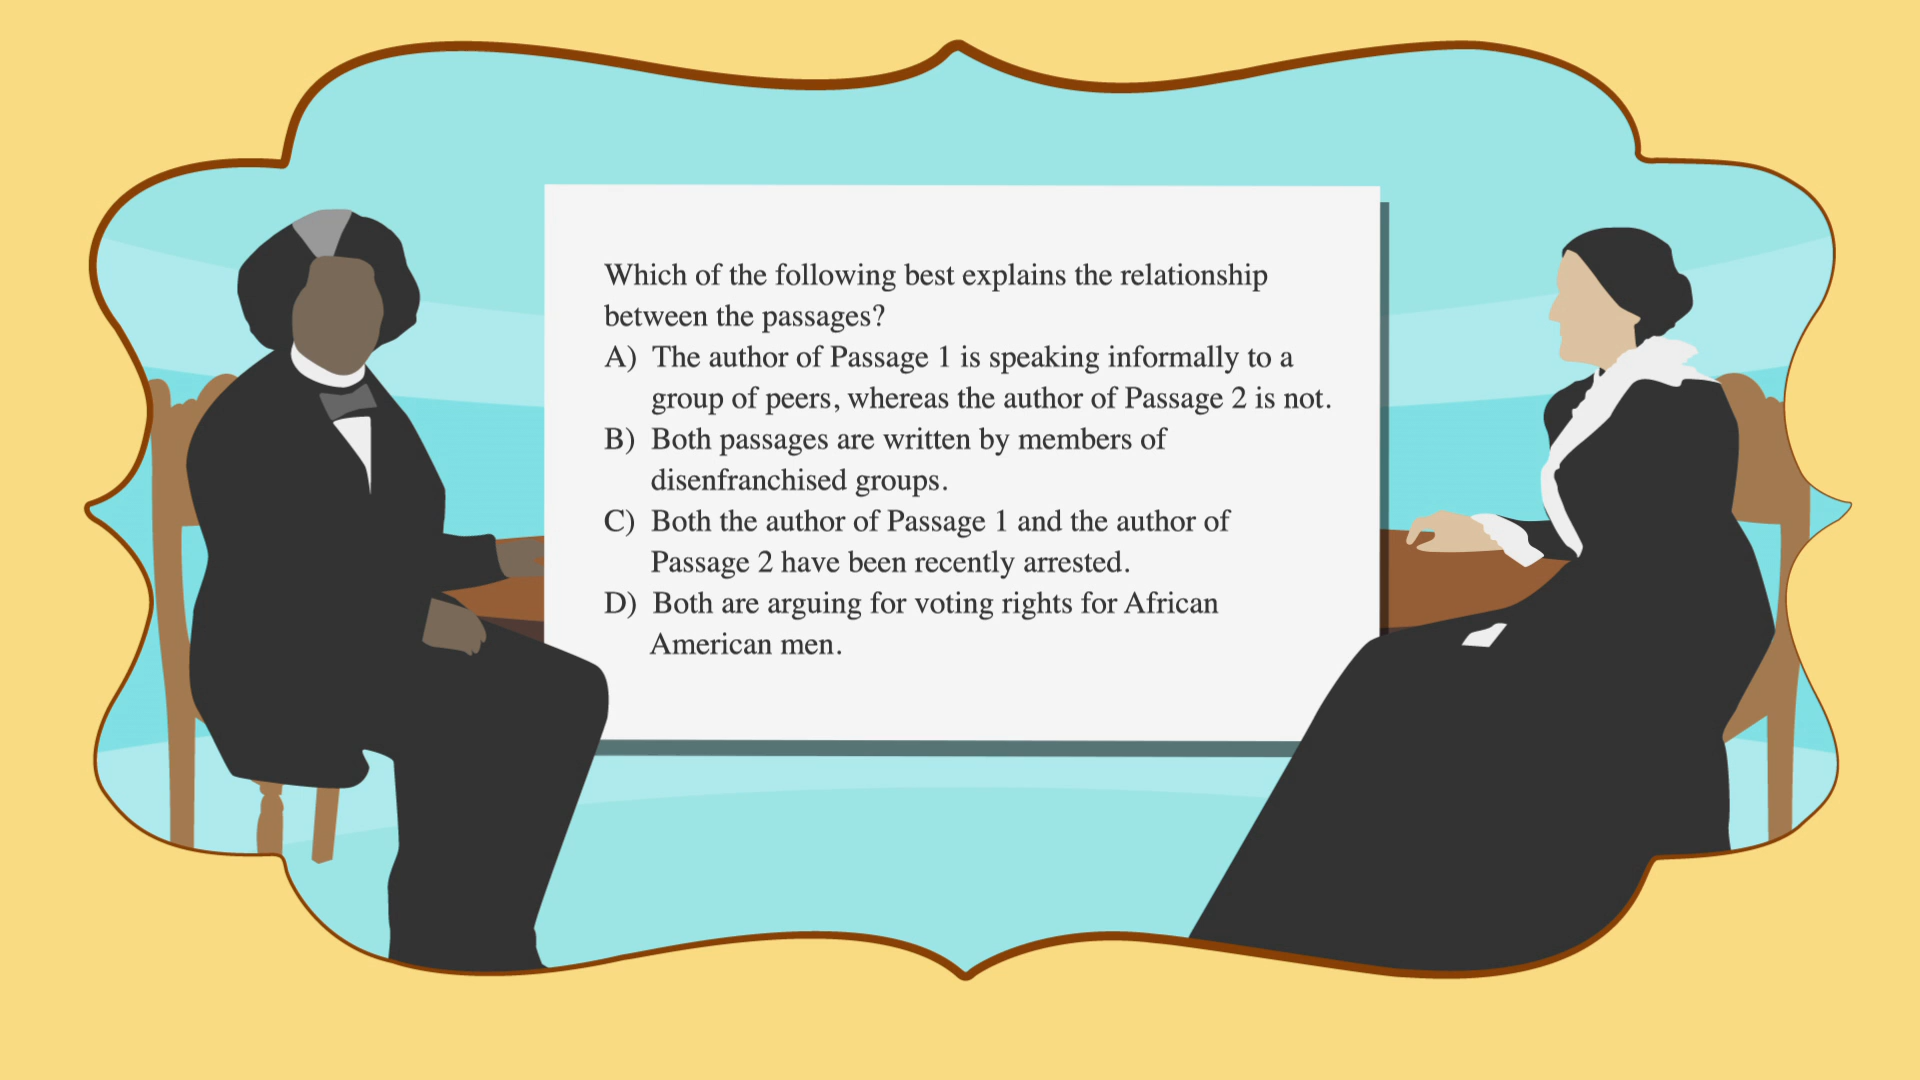 Which of the following best explains the relationship
between the passages?
A) The author of Passage 1 is speaking informally to a
group of peers, whereas the author of Passage 2 is not.
B) Both passages are written by members of
disenfranchised groups.
C) Both the author of Passage 1 and the author of
Passage 2 have been recently arrested.
D) Both are arguing for voting rights for African
American men.